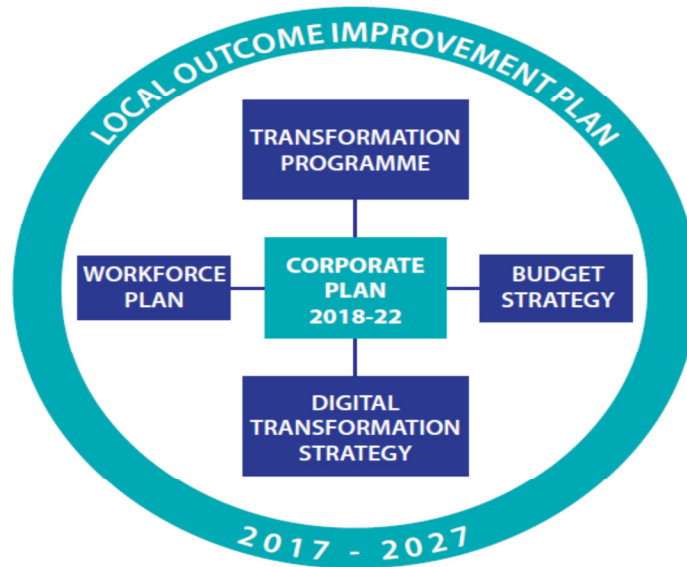 LOCAL OUTCOME IMPROVEMENT PLAN
TRANSFORMATION
PROGRAMME
WORKFORCE
PLAN
CORPORATE
PLAN
2018-22
BUDGET
STRATEGY
DIGITAL
TRANSFORMATION
STRATEGY
2017 - 2027